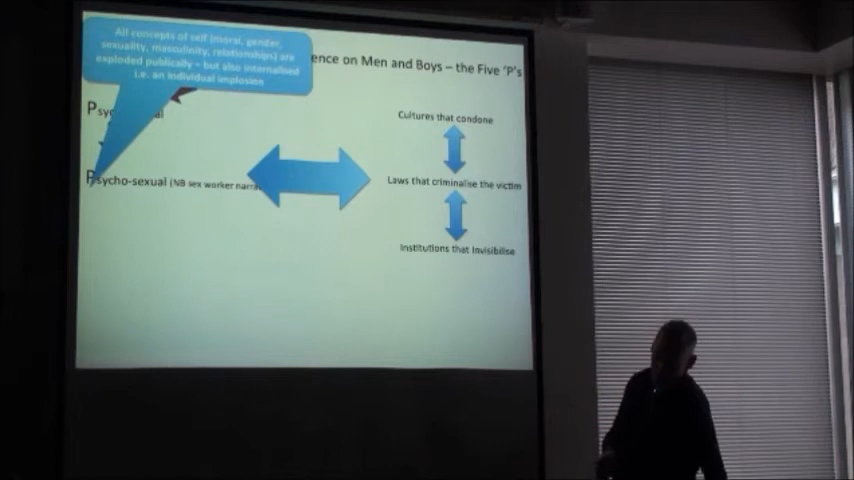 All concepts of self (moral, gender,
sexuality, masculinity, relationships) are
exploded publically – but also internalised
i.e. an individual implosion
ence on Men and Boys – the Five 'P's
Cultures that condone
Psycho-sexual (NB sex worker narra
Laws that criminalise the victim
Institutions that Invisibilise